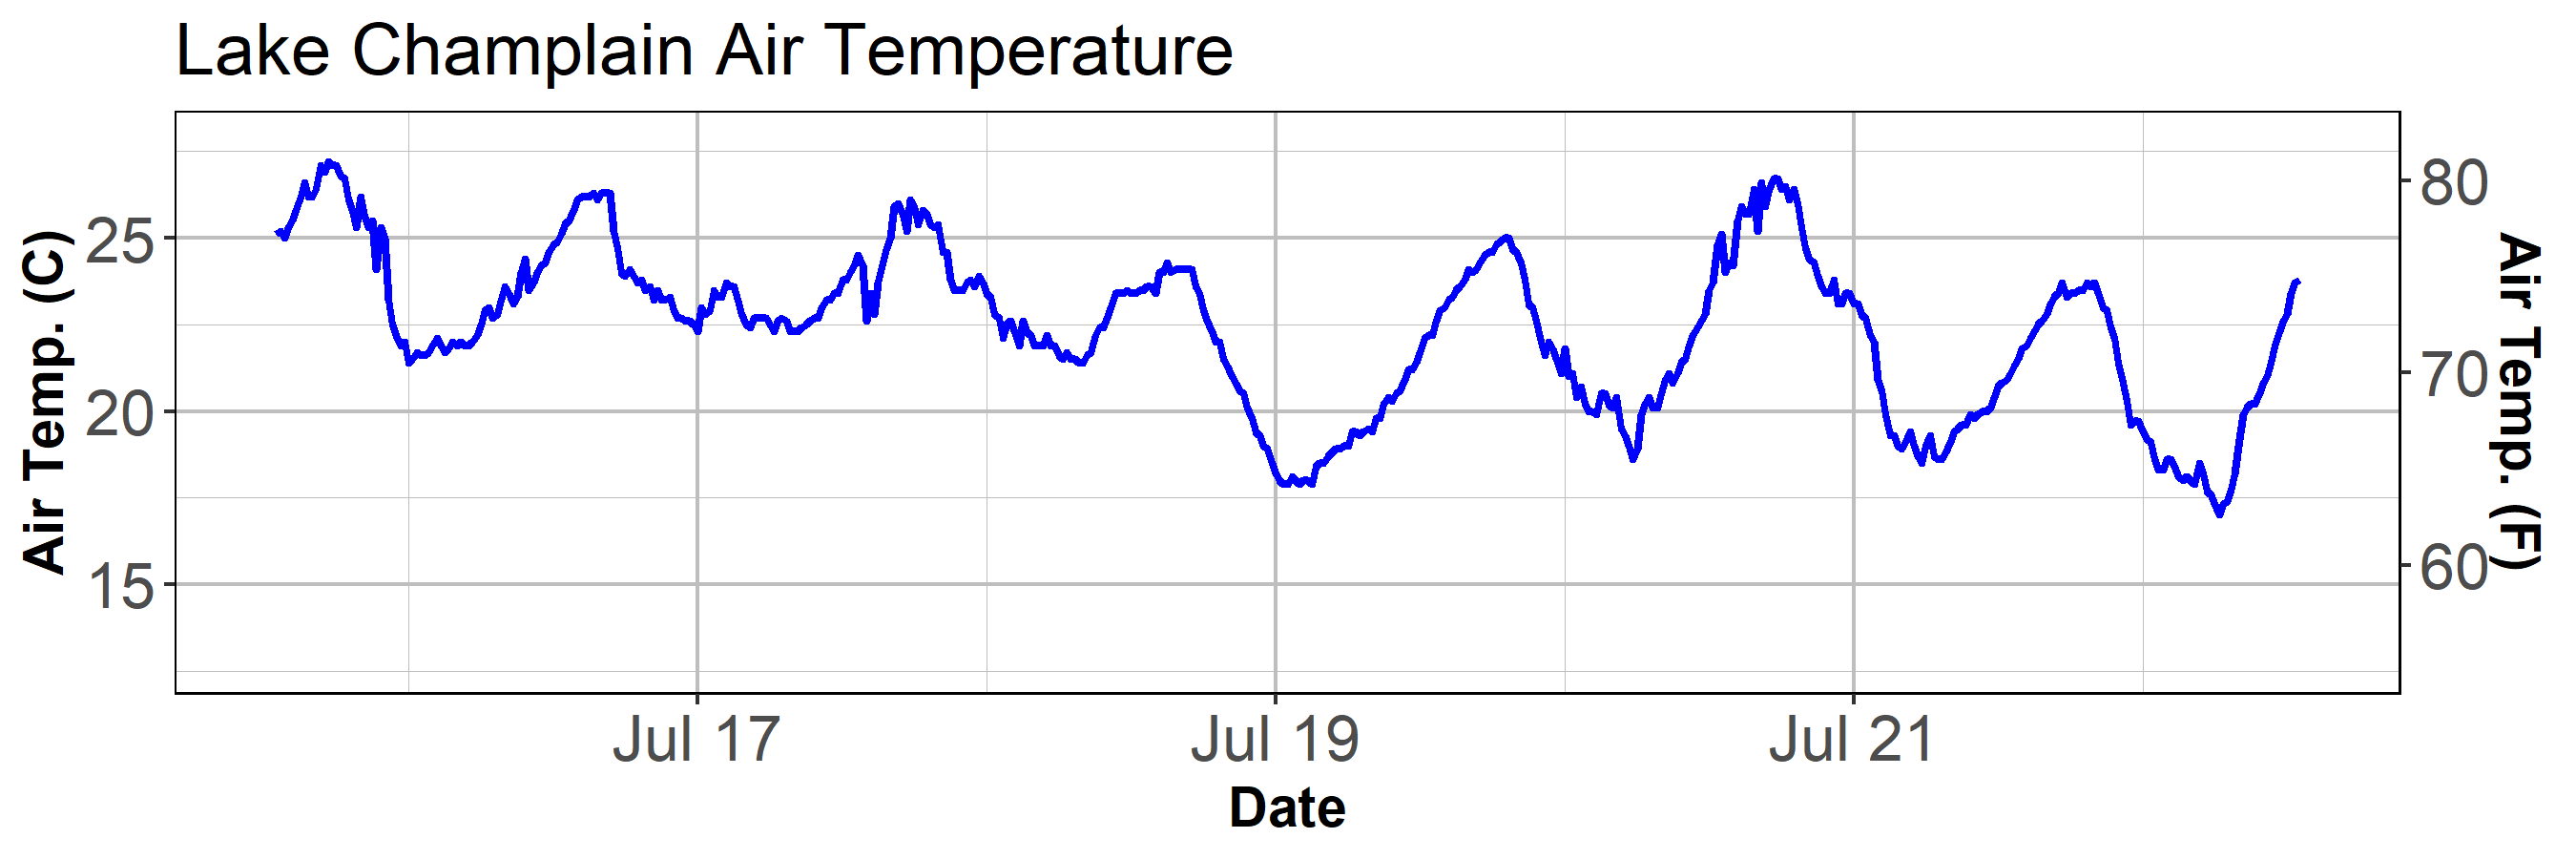 Lake Champlain Air Temperature
Air Temp. (C)
25
20
15
80
70
60
Air Temp. (F)
Jul 17 Jul 19 Jul 21
Date